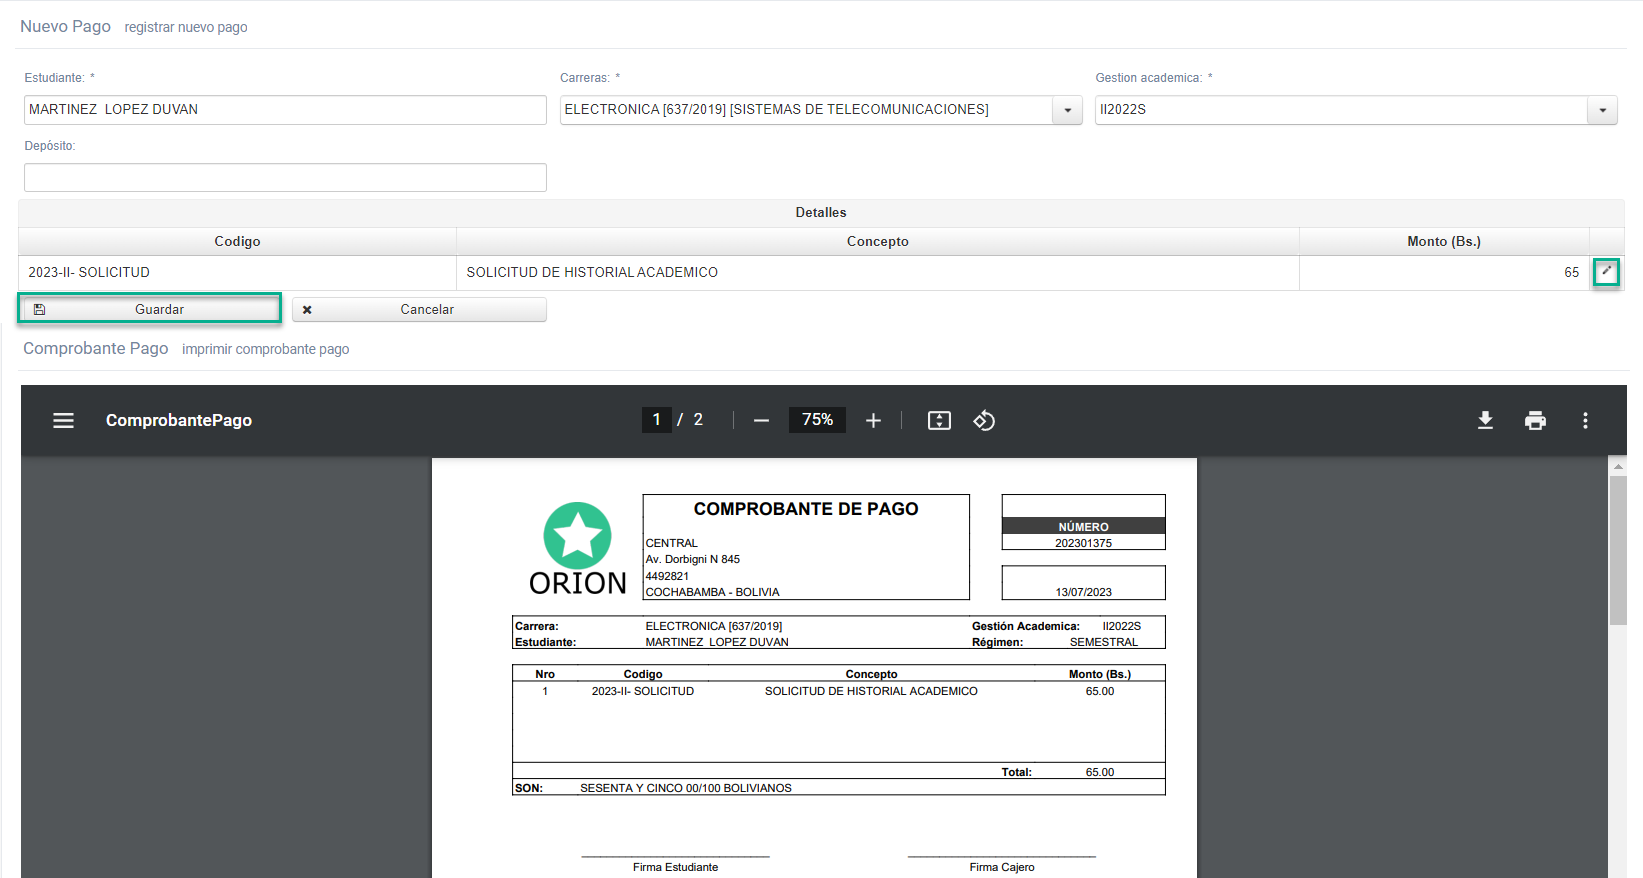 Nuevo Pago registrar nuevo pago
Estudiante: * Carreras: * Gestion academica: *
MARTINEZ LOPEZ DUVAN ELECTRONICA [637/2019] [SISTEMAS DE TELECOMUNICACIONES] II2022S
Depósito:
Detalles
Codigo Concepto Monto (Bs.)
2023-II- SOLICITUD SOLICITUD DE HISTORIAL ACADEMICO 65
Guardar Cancelar
Comprobante Pago imprimir comprobante pago
ComprobantePago 1 / 2 75%
COMPROBANTE DE PAGO
NÚMERO
CENTRAL 202301375
Av. Dorbigni N 845
4492821
ORION COCHABAMBA - BOLIVIA 13/07/2023
Carrera: ELECTRONICA [637/2019] Gestión Academica: II2022S
Estudiante: MARTINEZ LOPEZ DUVAN Régimen: SEMESTRAL
Nro Codigo Concepto Monto (Bs.)
1 2023-II- SOLICITUD SOLICITUD DE HISTORIAL ACADEMICO 65.00
Total: 65.00
SON: SESENTA Y CINCO 00/100 BOLIVIANOS
Firma Estudiante Firma Cajero